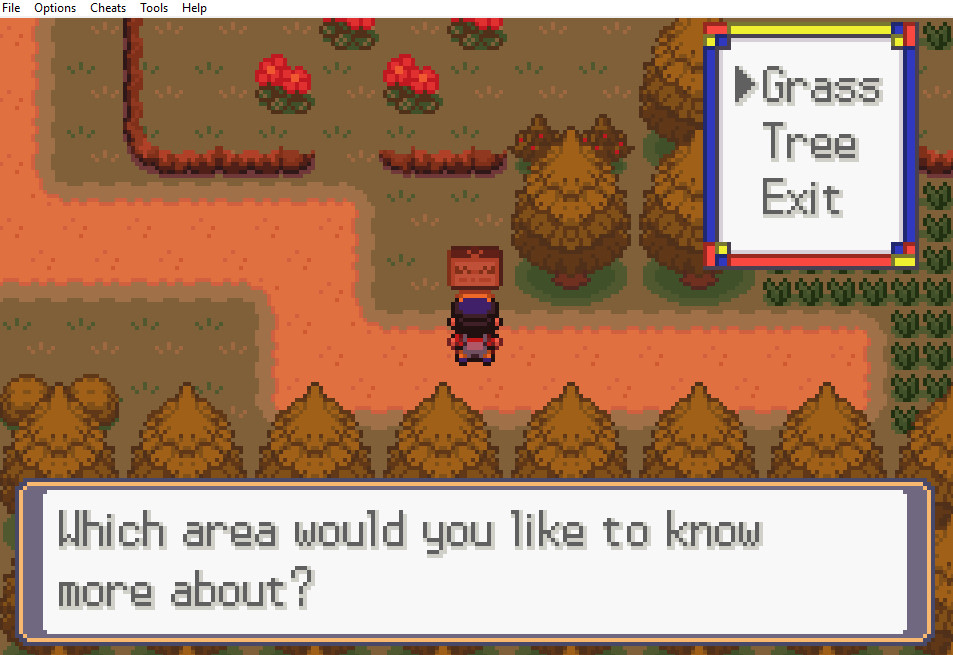 File Options Cheats Tools Help
Grass
Tree
Exit
Which area would you like to know
more about?